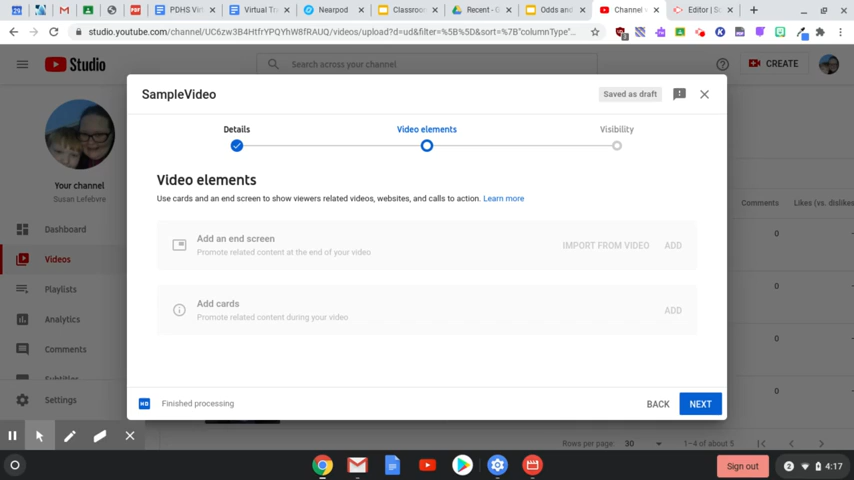 29
PDF
PDHS Virt
Virtual Tra
Nearpod
Classroom
Recent - G
Odds and
Channel v
Editor | Sc
studio.youtube.com/channel/UC6zw3B4HtfrYPQYhW8fRAUQ/videos/upload?d=ud&filter=%5B%5D&sort=%7B"columnType"...
Studio
Search across your channel
CREATE
SampleVideo
Saved as draft
Details
Video elements
Visibility
Video elements
Use cards and an end screen to show viewers related videos, websites, and calls to action. Learn more
Add an end screen
Promote related content at the end of your video
IMPORT FROM VIDEO
ADD
Add cards
Promote related content during your video
ADD
HD
Finished processing
BACK
NEXT
Your channel
Susan Lefebvre
Dashboard
Videos
Playlists
Analytics
Comments
Subtitles
Settings
Comments
Likes (vs. dislikes
0
0
0
0
Rows per page:
30
1–4 of about 5
Sign out
2
4:17